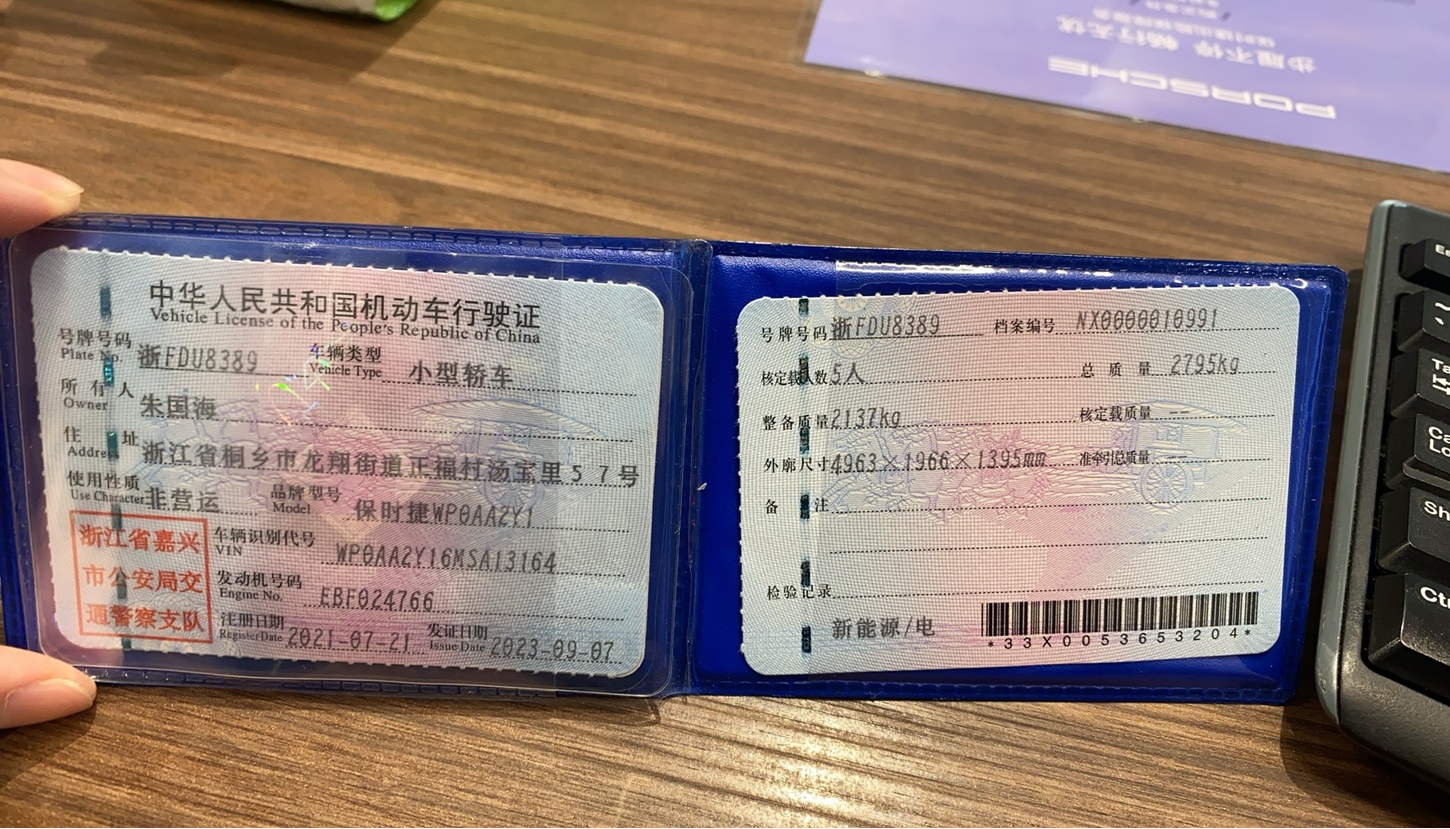 PORSCHE
步履不停 畅行无忧
中华人民共和国机动车行驶证
Vehicle License of the People's Republic of China
号牌号码 浙FDU8389 车辆类型 小型轿车
Plate No. Vehicle Type
所有人 朱国海
Owner
住址 浙江省桐乡市龙翔街道正福村汤宝里57号
Address
使用性质 非营运 品牌型号 保时捷WP0AA2Y1
Use Character Model
浙江省嘉兴
市公安局交
通警察支队
车辆识别代号 WP0AA2Y16MSA13164
VIN
发动机号码 EBF024766
Engine No.
注册日期 2021-07-21 发证日期 2023-09-07
Register Date Issue Date
号牌号码 浙FDU8389 档案编号 NX0000010991
核定载人数 5人 总质量 2795kg
整备质量 2137kg 核定载质量 --
外廓尺寸 4963×1966×1395mm 准牵引总质量 --
备注
检验记录
新能源/电
*33X0053653204*
Ctr
Sh